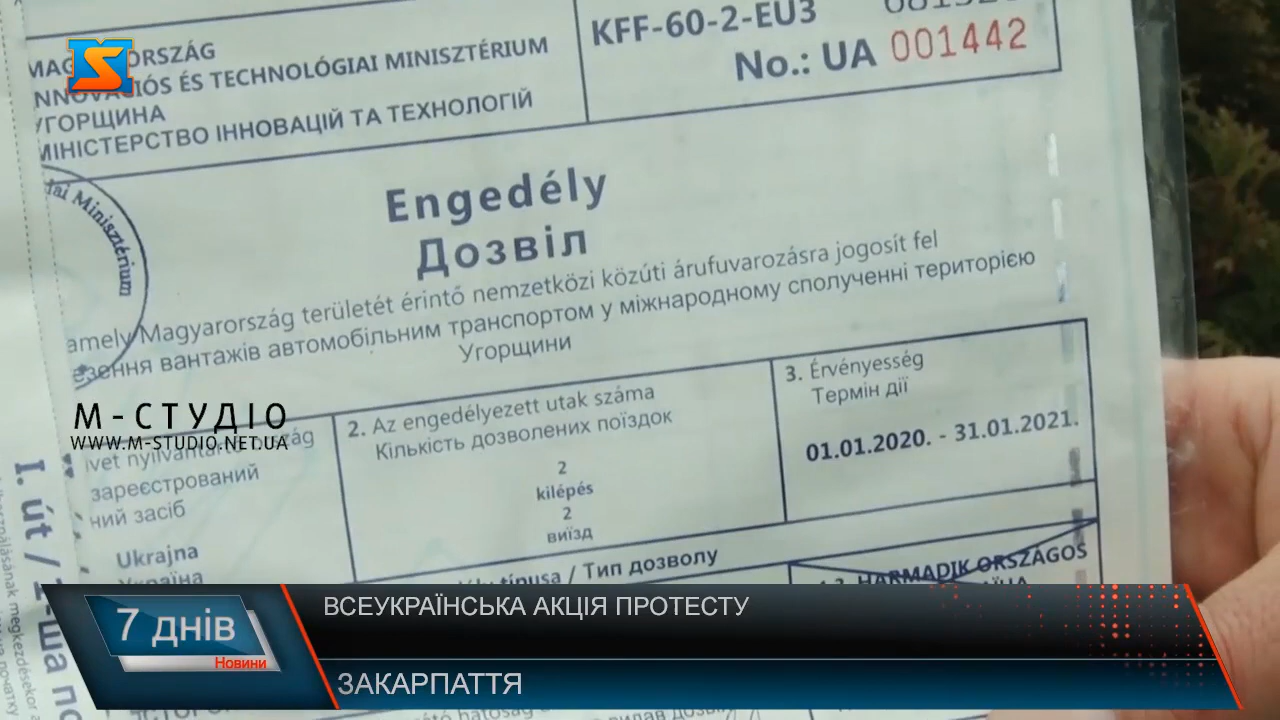 KFF-60-2-EU3
No.: UA 001442
INNOVÁCIÓS ÉS TECHNOLÓGIAI MINISZTÉRIUM
УГОРЩИНА
МІНІСТЕРСТВО ІННОВАЦІЙ ТА ТЕХНОЛОГІЙ
Minisztérium
Engedély
Дозвіл
amely Magyarország területét érintő nemzetközi közúti árufuvarozásra jogosít fel
вантажів автомобільним транспортом у міжнародному сполученні територією
Угорщини
М-СТУДІО
WWW.M-STUDIO.NET.UA
зареєстрований
засіб
Ukrajna
Україна
2. Az engedélyezett utak száma
Кількість дозволених поїздок
2
kilépés
2
виїзд
3. Érvényesség
Термін дії
01.01.2020. - 31.01.2021.
típusa / Тип дозволу
HARMADIK ORSZÁGOS
I. út /
7 днів
Новини
ВСЕУКРАЇНСЬКА АКЦІЯ ПРОТЕСТУ
ЗАКАРПАТТЯ